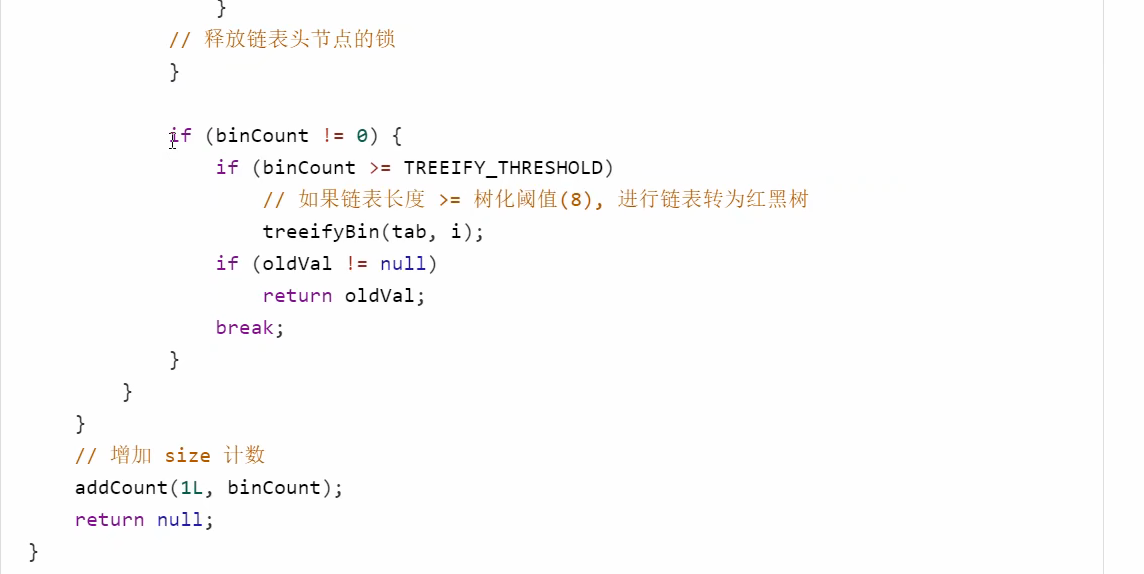 }
// 释放链表头节点的锁
}
if (binCount != 0) {
if (binCount >= TREEIFY_THRESHOLD)
// 如果链表长度 >= 树化阈值(8), 进行链表转为红黑树
treeifyBin(tab, i);
if (oldVal != null)
return oldVal;
break;
}
}
}
// 增加 size 计数
addCount(1L, binCount);
return null;
}